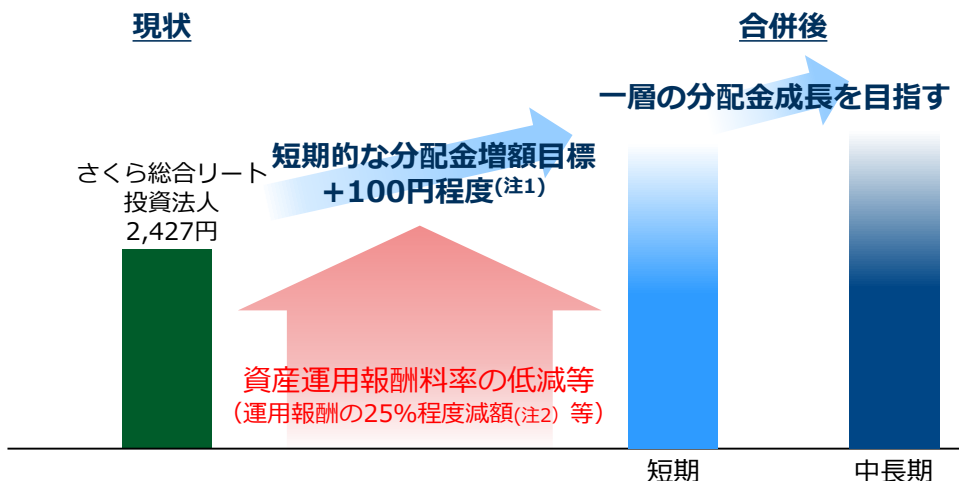 現状
合併後
一層の分配金成長を目指す
短期的な分配金増額目標
+100円程度(注1)
さくら総合リート
投資法人
2,427円
資産運用報酬料率の低減等
（運用報酬の25%程度減額(注2) 等）
短期
中長期